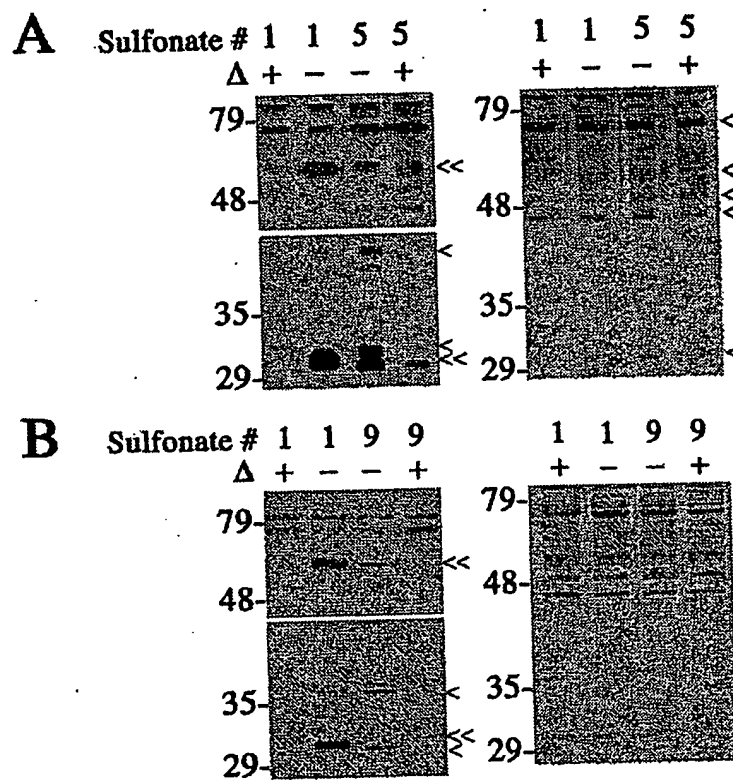 A
Sulfonate # 1 1 5 5
Δ + − − +
79-
48-
35-
29-
<<
<
<
<<
1 1 5 5
+ − − +
79-
48-
35-
29-
<
<
<
<
<
B
Sulfonate # 1 1 9 9
Δ + − − +
79-
48-
35-
29-
<<
<
<<
<
1 1 9 9
+ − − +
79-
48-
35-
29-